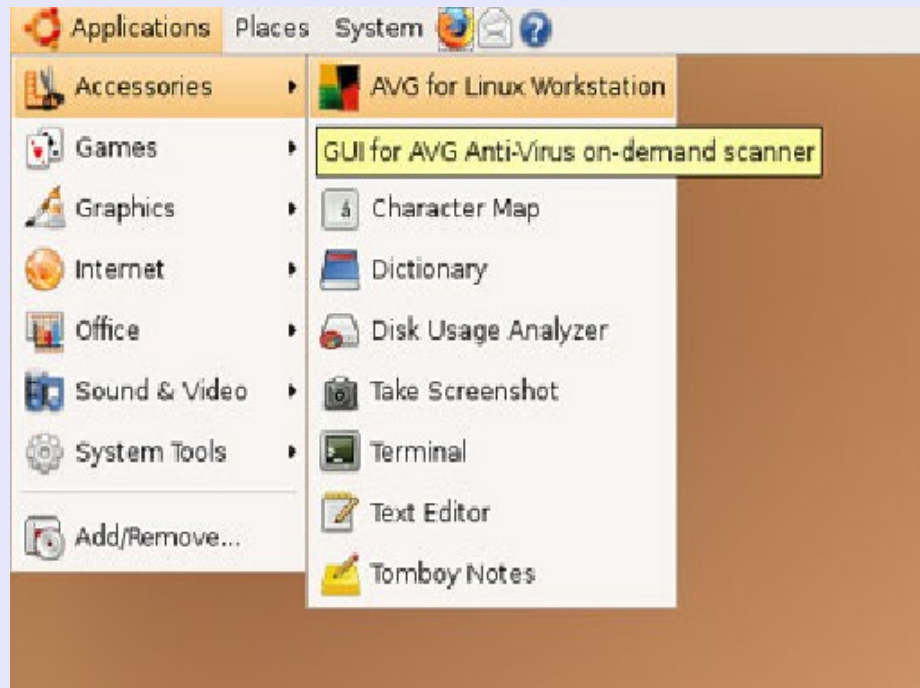 Applications Places System
Accessories
Games
Graphics
Internet
Office
Sound & Video
System Tools
Add/Remove...
AVG for Linux Workstation
GUI for AVG Anti-Virus on-demand scanner
Character Map
Dictionary
Disk Usage Analyzer
Take Screenshot
Terminal
Text Editor
Tomboy Notes